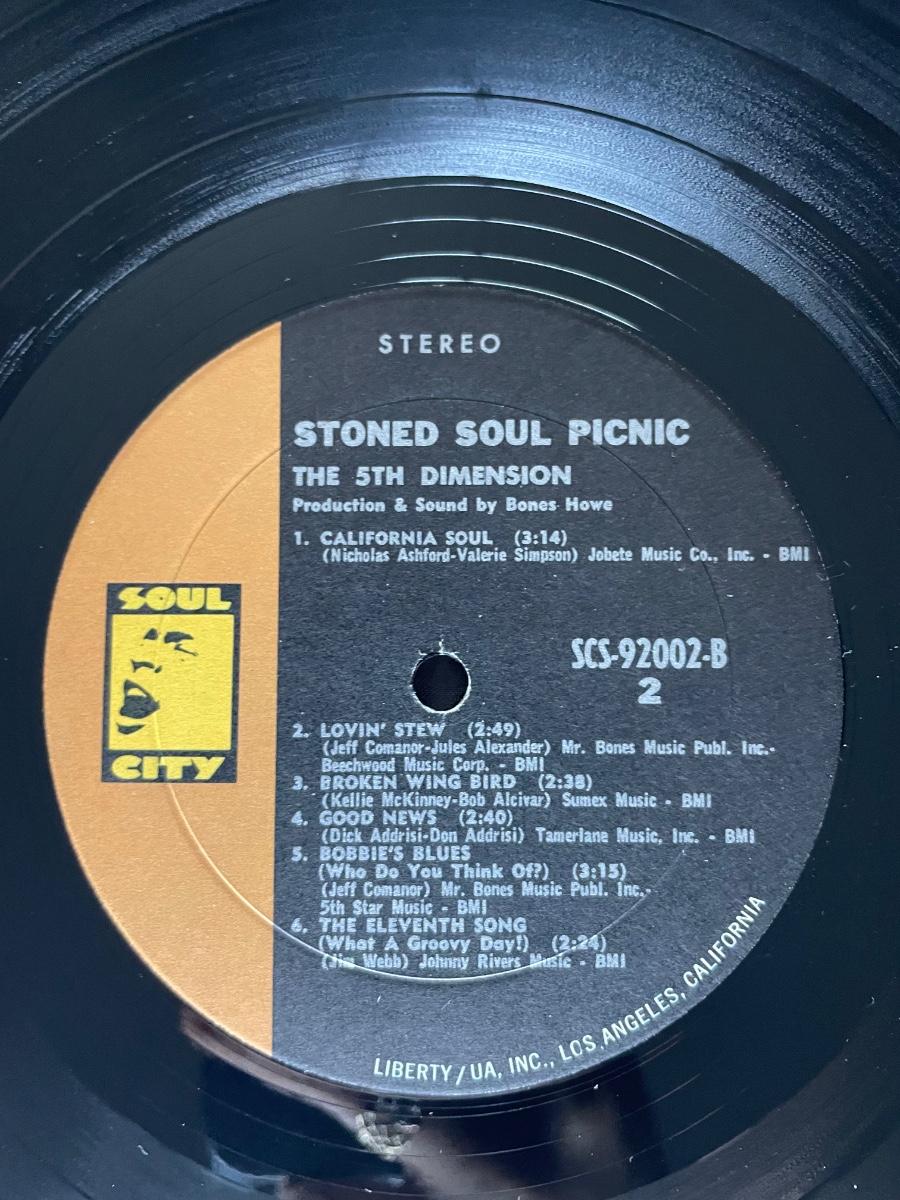 STEREO
STONED SOUL PICNIC
THE 5TH DIMENSION
Production & Sound by Bones Howe
1. CALIFORNIA SOUL (3:14)
(Nicholas Ashford-Valerie Simpson) Jobete Music Co., Inc. - BMI
SOUL
CITY
SCS-92002-B
2
2. LOVIN' STEW (2:49)
(Jeff Comanor-Jules Alexander) Mr. Bones Music Publ. Inc.-
Beechwood Music Corp. - BMI
3. BROKEN WING BIRD (2:38)
(Kellie McKinney-Bob Alcivar) Sumex Music - BMI
4. GOOD NEWS (2:40)
(Dick Addrisi-Don Addrisi) Tamerlane Music, Inc. - BMI
5. BOBBIE'S BLUES
(Who Do You Think Of?) (3:15)
(Jeff Comanor) Mr. Bones Music Publ. Inc.-
5th Star Music - BMI
6. THE ELEVENTH SONG
(What A Groovy Day!) (2:24)
(Jim Webb) Johnny Rivers Music - BMI
LIBERTY/UA, INC., LOS ANGELES, CALIFORNIA